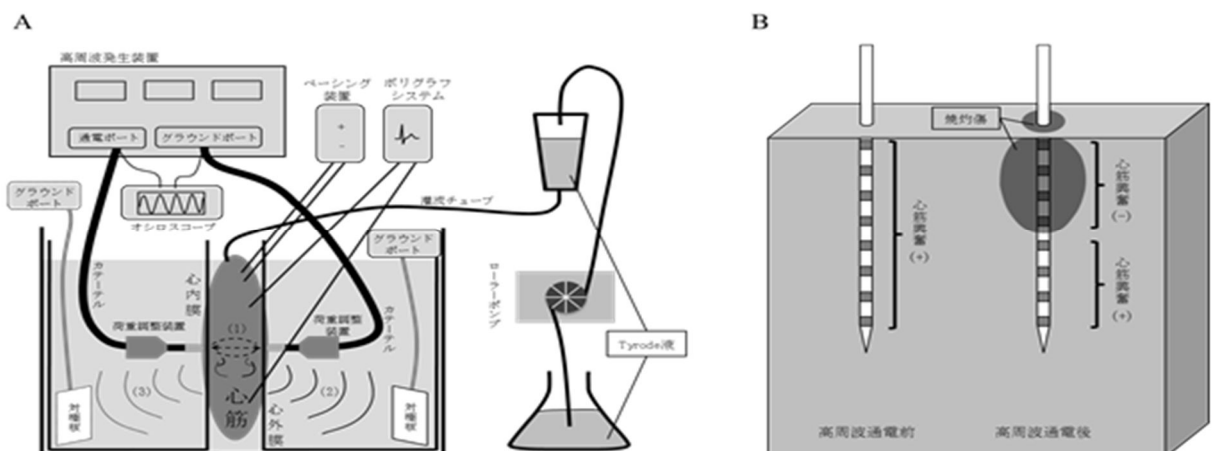 A
高周波発生装置
通電ポート
グラウンドポート
ペーシング
装置
ポリグラフ
システム
+
-
グラウンド
ポート
オシロスコープ
灌流チューブ
グラウンド
ポート
カテーテル
心内膜
カテーテル
荷重調整装置
荷重調整
装置
(1)
(3)
(2)
心筋
心外膜
対極板
対極板
ローラーポンプ
Tyrode液
B
焼灼傷
心筋興奮
(+)
心筋興奮
(-)
心筋興奮
(+)
高周波通電前
高周波通電後